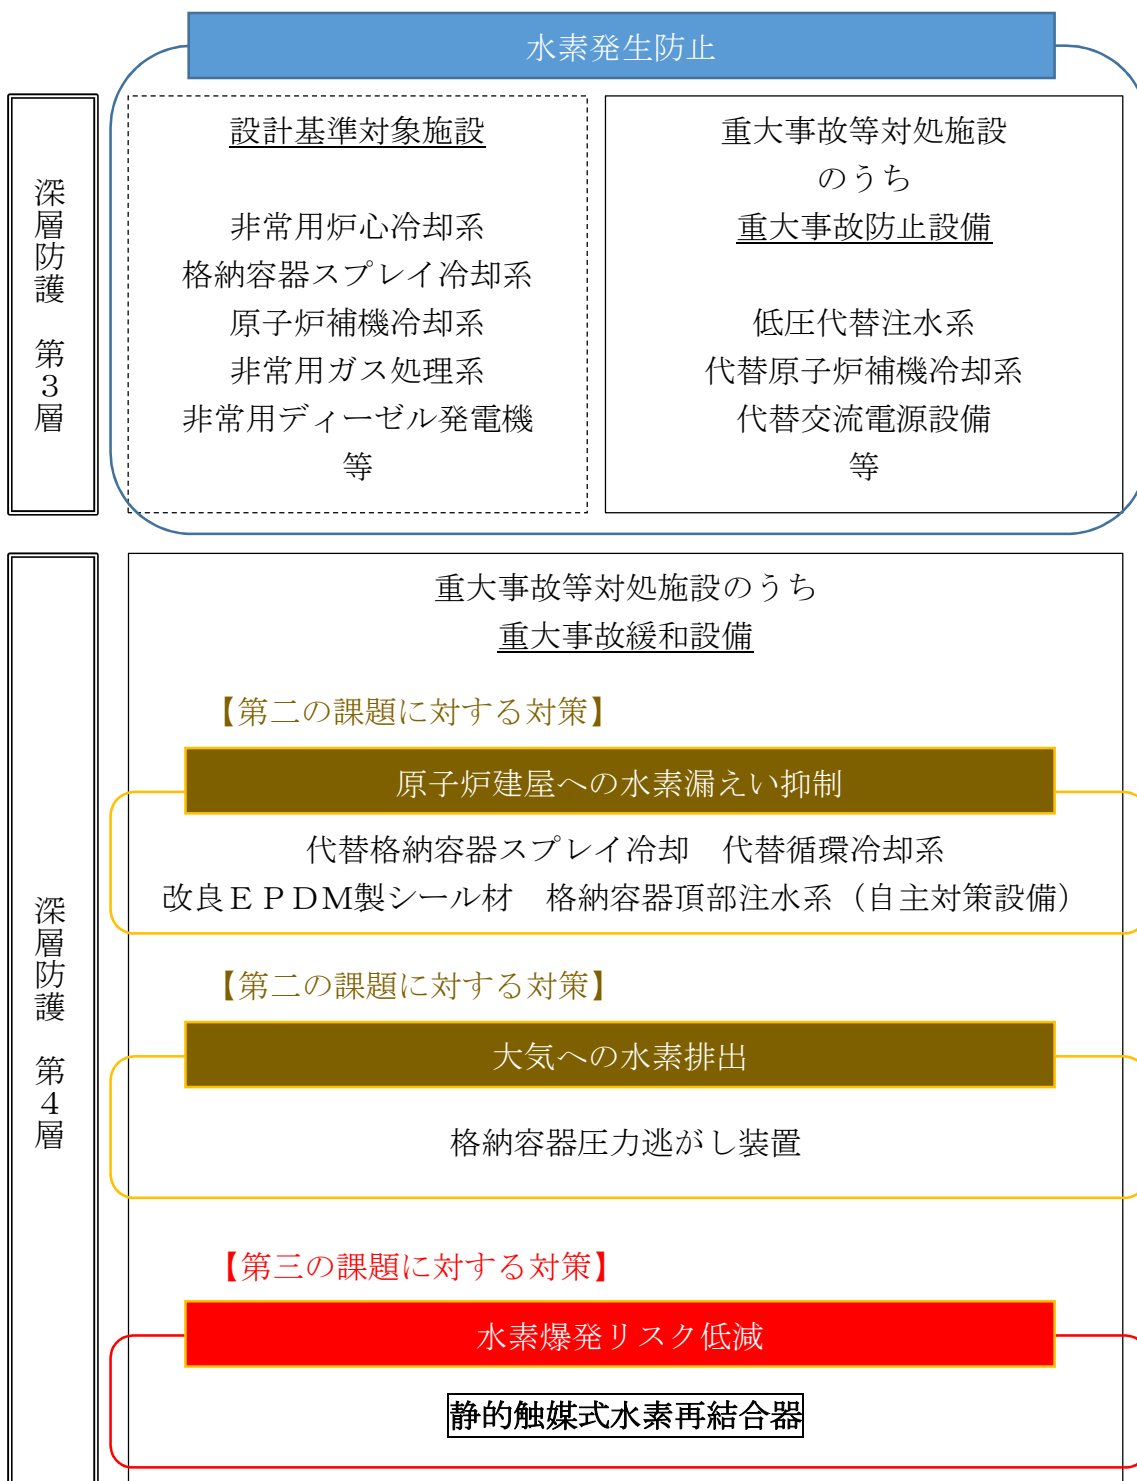 水素発生防止
深層防護　第３層
設計基準対象施設
非常用炉心冷却系
格納容器スプレイ冷却系
原子炉補機冷却系
非常用ガス処理系
非常用ディーゼル発電機
等
重大事故等対処施設
のうち
重大事故防止設備
低圧代替注水系
代替原子炉補機冷却系
代替交流電源設備
等
深層防護　第４層
重大事故等対処施設のうち
重大事故緩和設備
【第二の課題に対する対策】
原子炉建屋への水素漏えい抑制
代替格納容器スプレイ冷却　代替循環冷却系
改良ＥＰＤＭ製シール材　格納容器頂部注水系（自主対策設備）
【第二の課題に対する対策】
大気への水素排出
格納容器圧力逃がし装置
【第三の課題に対する対策】
水素爆発リスク低減
静的触媒式水素再結合器